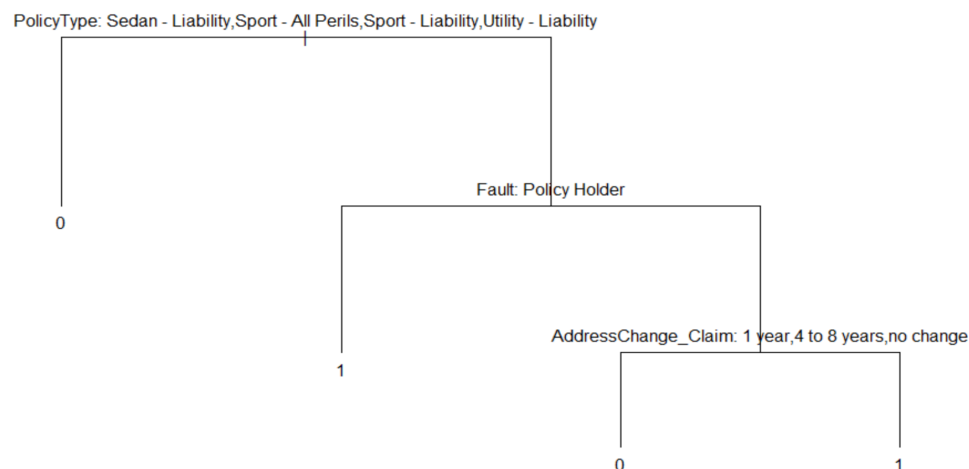 PolicyType: Sedan - Liability,Sport - All Perils,Sport - Liability,Utility - Liability
Fault: Policy Holder
0
AddressChange_Claim: 1 year,4 to 8 years,no change
1
0
1